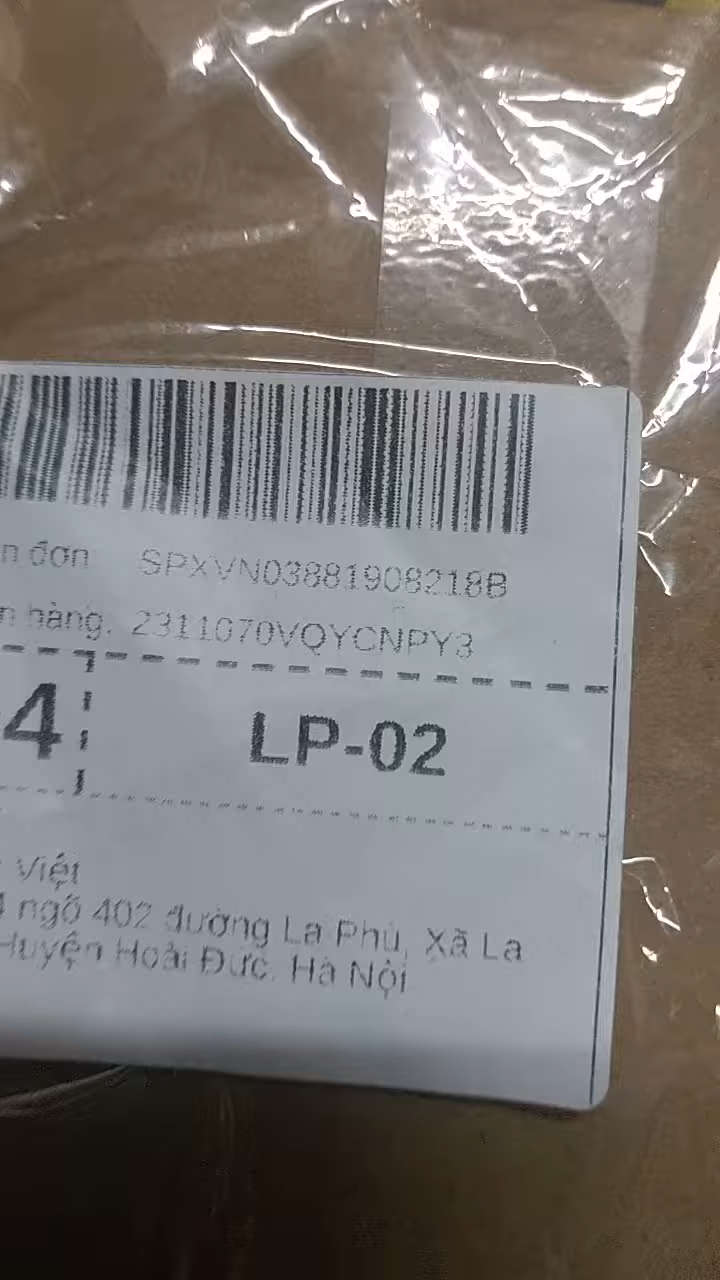 n đơn SPXVN03881908218B
n hàng. 2311070VQYCNPY3
4 LP-02
Việt
ngõ 402 đường La Phù, Xã La
Huyện Hoài Đức. Hà Nội